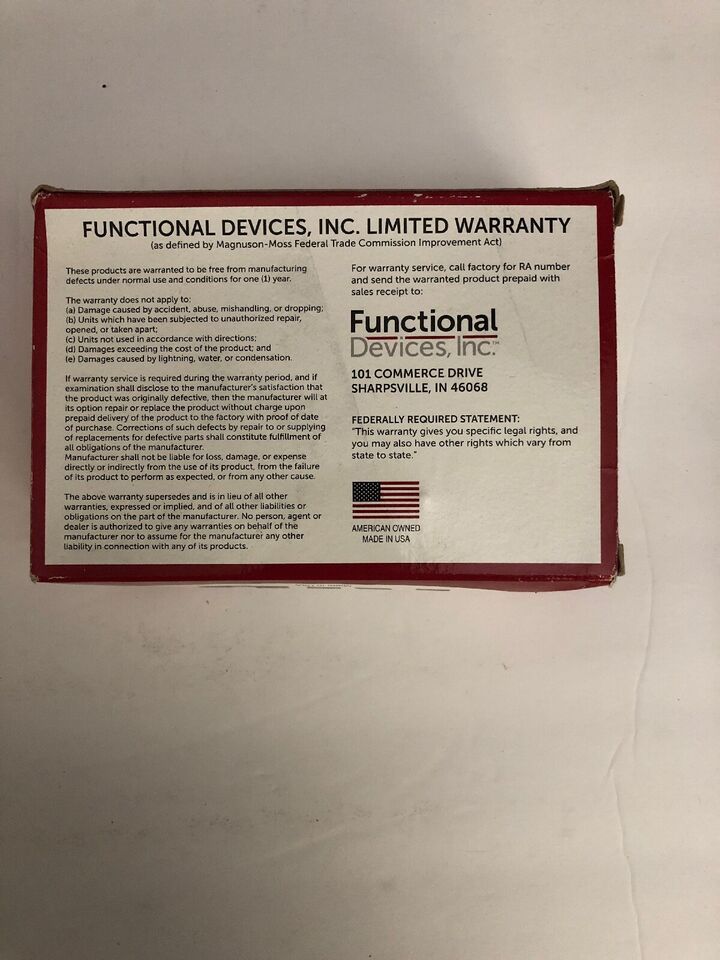 FUNCTIONAL DEVICES, INC. LIMITED WARRANTY
(as defined by Magnuson-Moss Federal Trade Commission Improvement Act)
These products are warranted to be free from manufacturing
defects under normal use and conditions for one (1) year.
The warranty does not apply to:
(a) Damage caused by accident, abuse, mishandling, or dropping;
(b) Units which have been subjected to unauthorized repair,
opened, or taken apart;
(c) Units not used in accordance with directions;
(d) Damages exceeding the cost of the product; and
(e) Damages caused by lightning, water, or condensation.
If warranty service is required during the warranty period, and if
examination shall disclose to the manufacturer's satisfaction that
the product was originally defective, then the manufacturer will at
its option repair or replace the product without charge upon
prepaid delivery of the product to the factory with proof of date
of purchase. Corrections of such defects by repair to or supplying
of replacements for defective parts shall constitute fulfillment of
all obligations of the manufacturer.
Manufacturer shall not be liable for loss, damage, or expense
directly or indirectly from the use of its product, from the failure
of its product to perform as expected, or from any other cause.
The above warranty supersedes and is in lieu of all other
warranties, expressed or implied, and of all other liabilities or
obligations on the part of the manufacturer. No person, agent or
dealer is authorized to give any warranties on behalf of the
manufacturer nor to assume for the manufacturer any other
liability in connection with any of its products.
For warranty service, call factory for RA number
and send the warranted product prepaid with
sales receipt to:
Functional
Devices, Inc.™
101 COMMERCE DRIVE
SHARPSVILLE, IN 46068
FEDERALLY REQUIRED STATEMENT:
"This warranty gives you specific legal rights, and
you may also have other rights which vary from
state to state."
AMERICAN OWNED
MADE IN USA